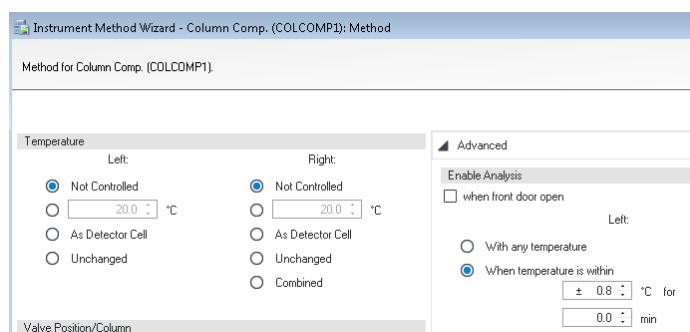 Instrument Method Wizard - Column Comp. (COLCOMP1): Method
Method for Column Comp. (COLCOMP1).
Temperature
Left: Right:
Not Controlled Not Controlled
20.0 °C 20.0 °C
As Detector Cell As Detector Cell
Unchanged Unchanged
Combined
Valve Position/Column
Advanced
Enable Analysis
when front door open
Left:
With any temperature
When temperature is within
± 0.8 °C for
0.0 min